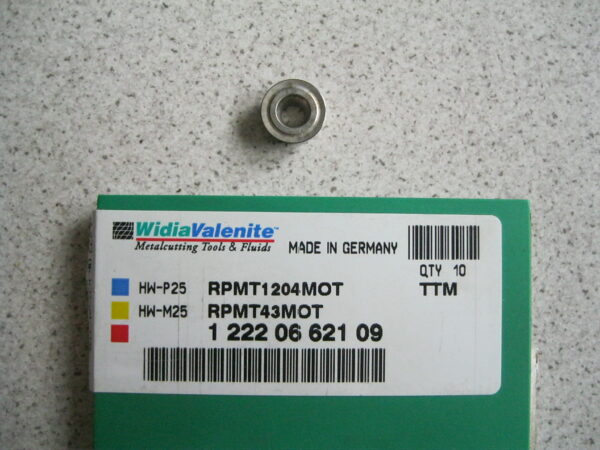 WidiaValenite™
Metalcutting Tools & Fluids
MADE IN GERMANY
QTY 10
HW-P25 RPMT1204MOT TTM
HW-M25 RPMT43MOT
1 222 06 621 09